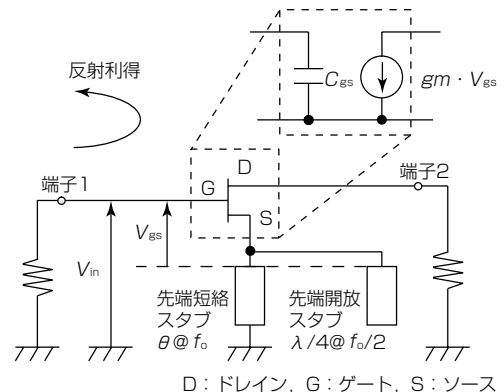 反射利得
Cgs
gm・Vgs
端子1
D
G
S
端子2
Vgs
Vin
先端短絡
スタブ
θ@fo
先端開放
スタブ
λ/4@fo/2
D：ドレイン，G：ゲート，S：ソース